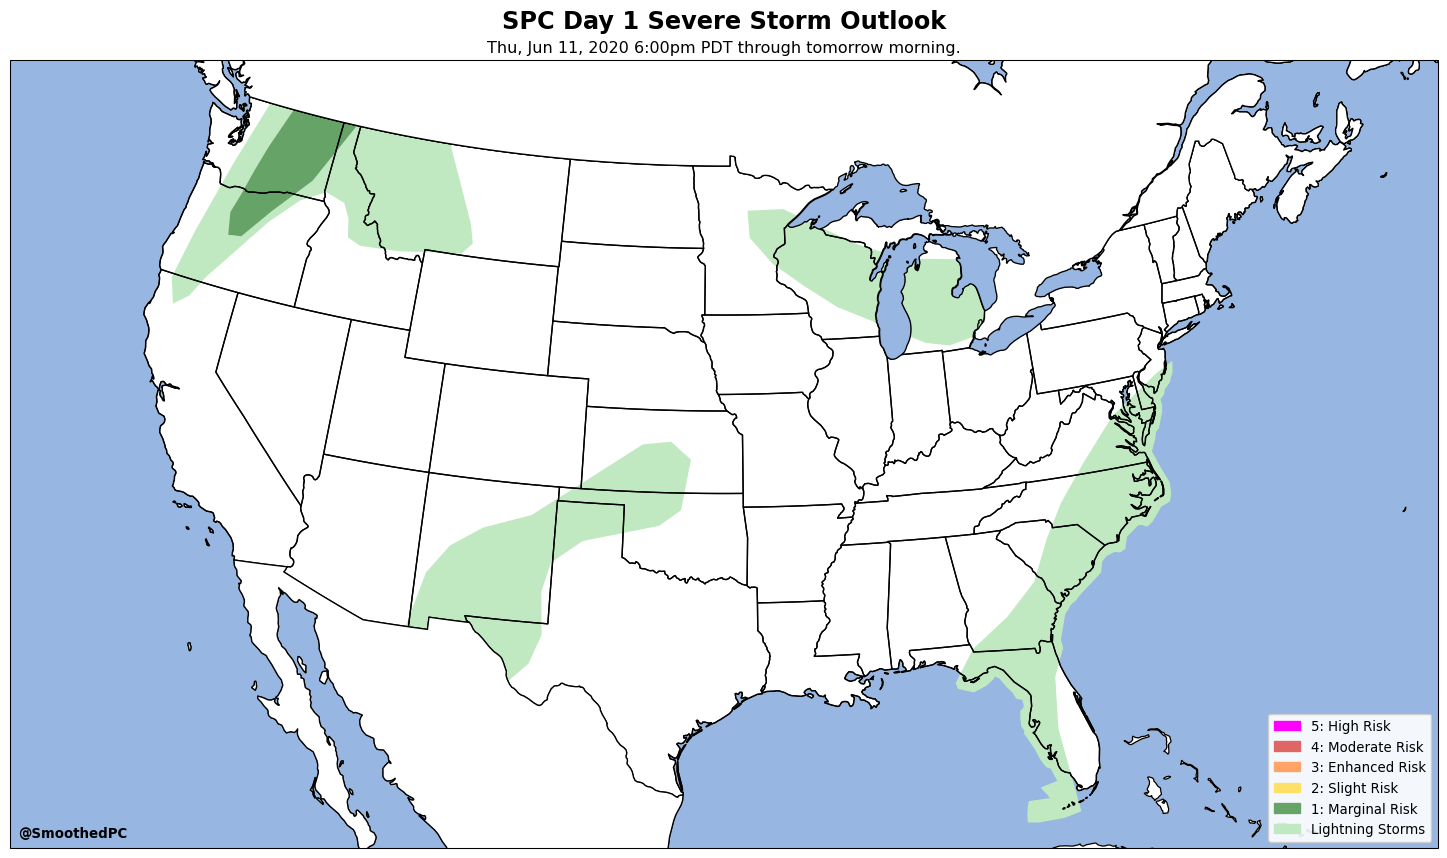 SPC Day 1 Severe Storm Outlook
Thu, Jun 11, 2020 6:00pm PDT through tomorrow morning.
5: High Risk
4: Moderate Risk
3: Enhanced Risk
2: Slight Risk
1: Marginal Risk
Lightning Storms
@SmoothedPC